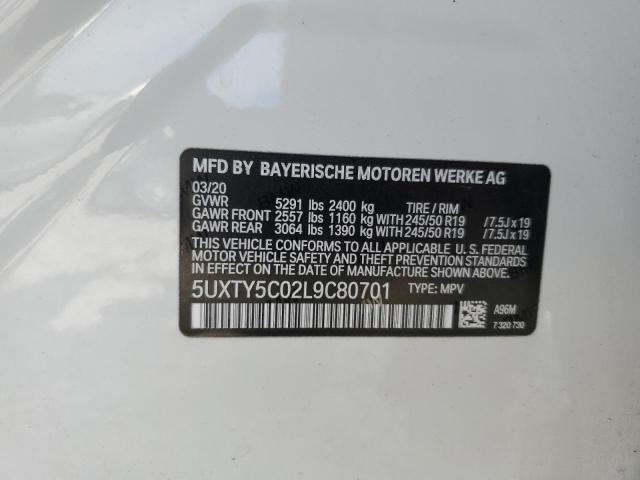 MFD BY BAYERISCHE MOTOREN WERKE AG
03/20
GVWR 5291 lbs 2400 kg TIRE / RIM
GAWR FRONT 2557 lbs 1160 kg WITH 245/50 R19 /7.5J x 19
GAWR REAR 3064 lbs 1390 kg WITH 245/50 R19 /7.5J x 19
THIS VEHICLE CONFORMS TO ALL APPLICABLE U.S. FEDERAL
MOTOR VEHICLE SAFETY AND THEFT PREVENTION STANDARDS
IN EFFECT ON THE DATE OF MANUFACTURE SHOWN ABOVE.
5UXTY5C02L9C80701 TYPE: MPV
A96M
7 320 730